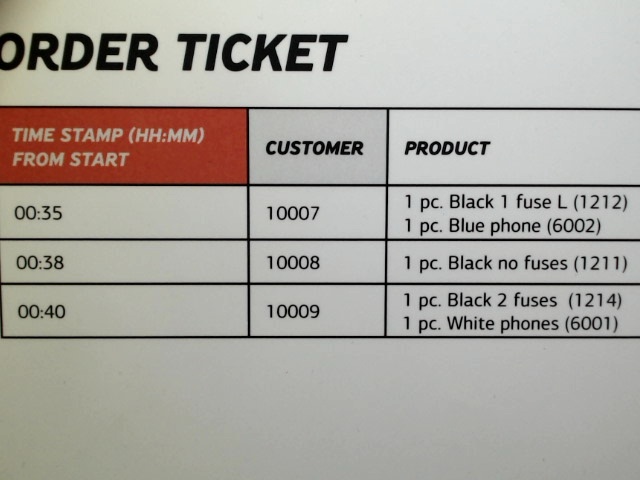 ORDER TICKET
TIME STAMP (HH:MM)
FROM START
CUSTOMER
PRODUCT
00:35
10007
1 pc. Black 1 fuse L (1212)
1 pc. Blue phone (6002)
00:38
10008
1 pc. Black no fuses (1211)
00:40
10009
1 pc. Black 2 fuses (1214)
1 pc. White phones (6001)